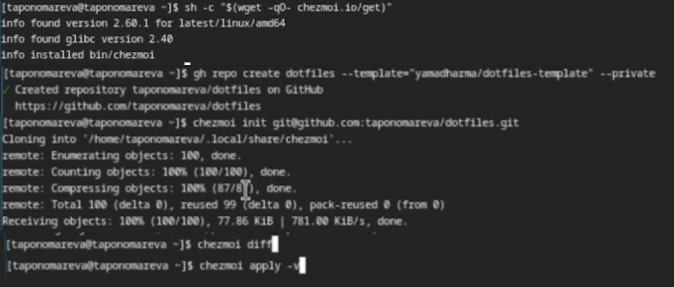 [taponomareva@taponomareva ~]$ sh -c "$(wget -qO- chezmoi.io/get)"
info found version 2.60.1 for latest/linux/amd64
info found glibc version 2.40
info installed bin/chezmoi
[taponomareva@taponomareva ~]$ gh repo create dotfiles --template="yamadharma/dotfiles-template" --private
✓ Created repository taponomareva/dotfiles on GitHub
https://github.com/taponomareva/dotfiles
[taponomareva@taponomareva ~]$ chezmoi init git@github.com:taponomareva/dotfiles.git
Cloning into '/home/taponomareva/.local/share/chezmoi'...
remote: Enumerating objects: 100, done.
remote: Counting objects: 100% (100/100), done.
remote: Compressing objects: 100% done.
remote: Total 100 (delta 0), reused 99 (delta 0), pack-reused 0 (from 0)
Receiving objects: 100% (100/100), 77.86 KiB | 781.00 KiB/s, done.
[taponomareva@taponomareva ~]$ chezmoi diff
[taponomareva@taponomareva ~]$ chezmoi apply -v